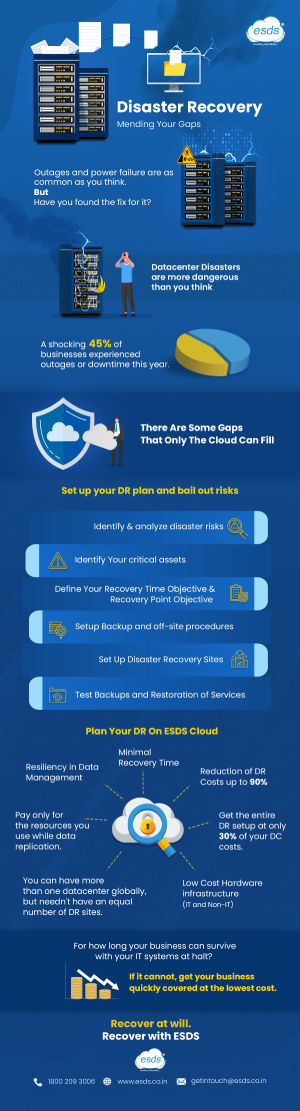 esds
Disaster Recovery
Mending Your Gaps
Outages and power failure are as
common as you think.
But
Have you found the fix for it?
Datacenter Disasters
are more dangerous
than you think
A shocking 45% of
businesses experienced
outages or downtime this year.
There Are Some Gaps
That Only The Cloud Can Fill
Set up your DR plan and bail out risks
Identify & analyze disaster risks
Identify Your critical assets
Define Your Recovery Time Objective &
Recovery Point Objective
Setup Backup and off-site procedures
Set Up Disaster Recovery Sites
Test Backups and Restoration of Services
Plan Your DR On ESDS Cloud
Minimal
Recovery Time
Resiliency in Data
Management
Reduction of DR
Costs up to 90%
Pay only for
the resources you
use while data
replication.
Get the entire
DR setup at only
30% of your DC
costs.
You can have more
than one datacenter globally,
but needn't have an equal
number of DR sites.
Low Cost Hardware
infrastructure
(IT and Non-IT)
For how long your business can survive
with your IT systems at halt?
If it cannot, get your business
quickly covered at the lowest cost.
Recover at will.
Recover with ESDS
esds
1800 209 3006
www.esds.co.in
getintouch@esds.co.in